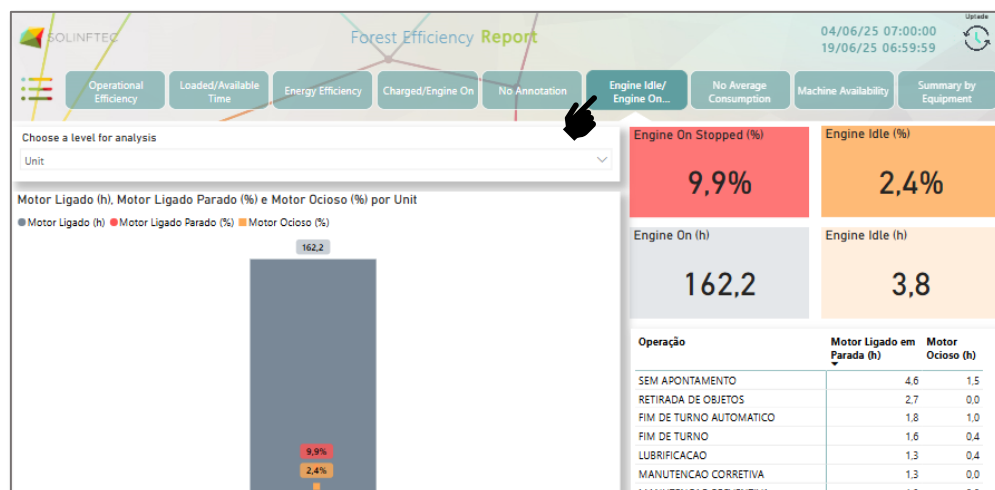 Uptade
SOLINFTEC
Forest Efficiency Report
04/06/25 07:00:00
19/06/25 06:59:59
Operational
Efficiency
Loaded/Available
Time
Energy Efficiency
Charged/Engine On
No Annotation
Engine Idle/
Engine On...
No Average
Consumption
Machine Availability
Summary by
Equipment
Choose a level for analysis
Unit
Engine On Stopped (%)
9,9%
Engine Idle (%)
2,4%
Motor Ligado (h), Motor Ligado Parado (%) e Motor Ocioso (%) por Unit
Motor Ligado (h) Motor Ligado Parado (%) Motor Ocioso (%)
162,2
9,9%
2,4%
Engine On (h)
162,2
Engine Idle (h)
3,8
Operação Motor Ligado em Parada (h) Motor Ocioso (h)
SEM APONTAMENTO 4,6 1,5
RETIRADA DE OBJETOS 2,7 0,0
FIM DE TURNO AUTOMATICO 1,8 1,0
FIM DE TURNO 1,6 0,4
LUBRIFICACAO 1,3 0,4
MANUTENCAO CORRETIVA 1,3 0,0